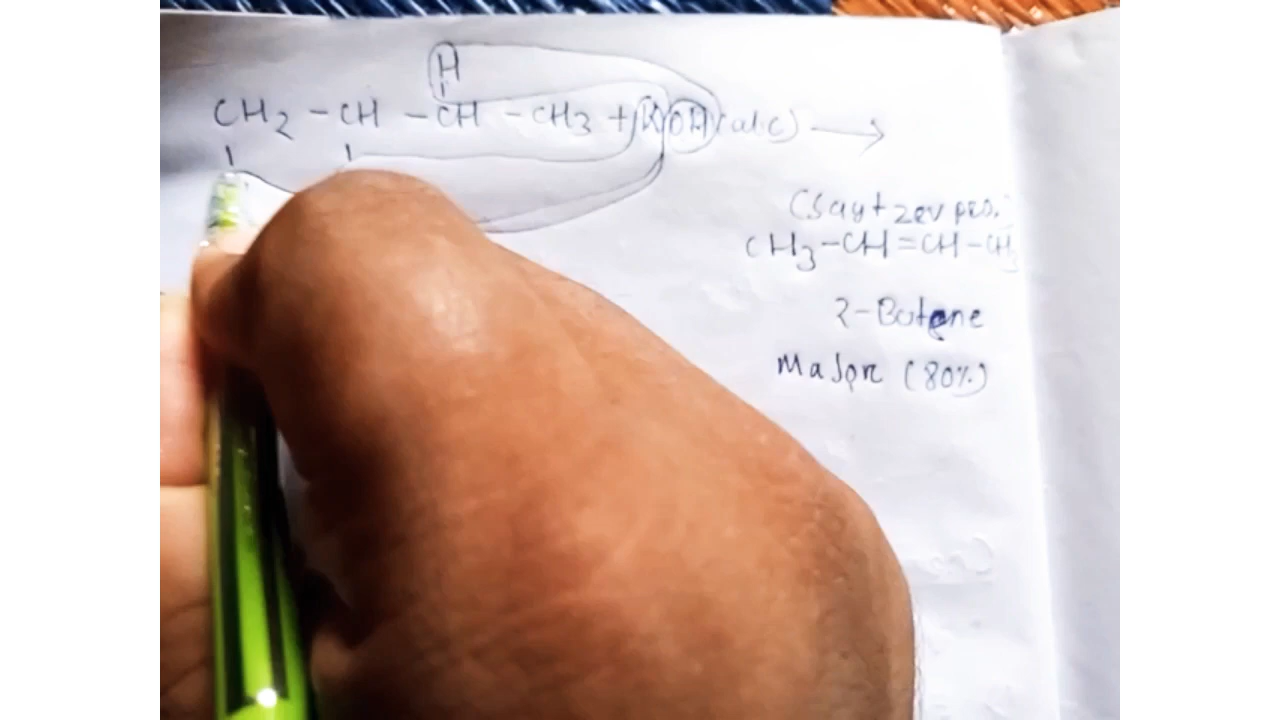 H
CH2 - CH - CH - CH3 + KOH (alc) →
(Saytzev pro.
CH3-CH=CH-CH3
2-Butene
Major (80%)